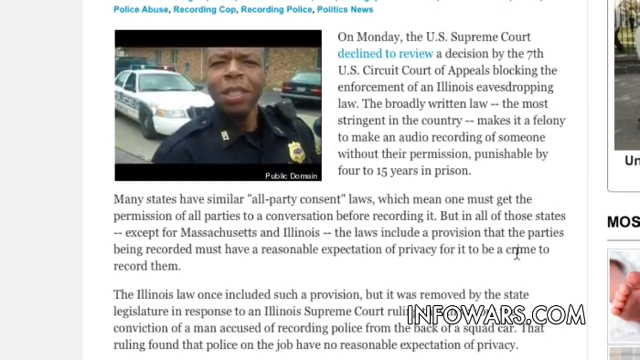 Police Abuse, Recording Cop, Recording Police, Politics News
On Monday, the U.S. Supreme Court
declined to review a decision by the 7th
U.S. Circuit Court of Appeals blocking the
enforcement of an Illinois eavesdropping
law. The broadly written law -- the most
stringent in the country -- makes it a felony
to make an audio recording of someone
without their permission, punishable by
four to 15 years in prison.
Public Domain
Many states have similar "all-party consent" laws, which mean one must get the
permission of all parties to a conversation before recording it. But in all of those states
-- except for Massachusetts and Illinois -- the laws include a provision that the parties
being recorded must have a reasonable expectation of privacy for it to be a crime to
record them.
The Illinois law once included such a provision, but it was removed by the state
legislature in response to an Illinois Supreme Court
conviction of a man accused of recording police from the back of a squad car. That
ruling found that police on the job have no reasonable expectation of privacy.
Un
MOS
INFOWARS.COM